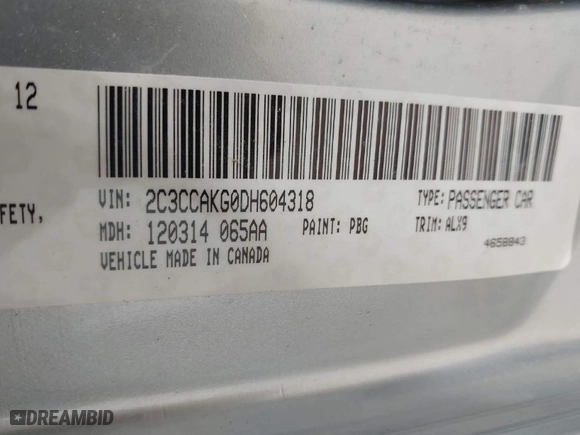 12
FETY,
VIN: 2C3CCAKG0DH604318 TYPE: PASSENGER CAR
MDH: 120314 065AA PAINT: PBG TRIM: ALX9
VEHICLE MADE IN CANADA 4658843
DREAMBID